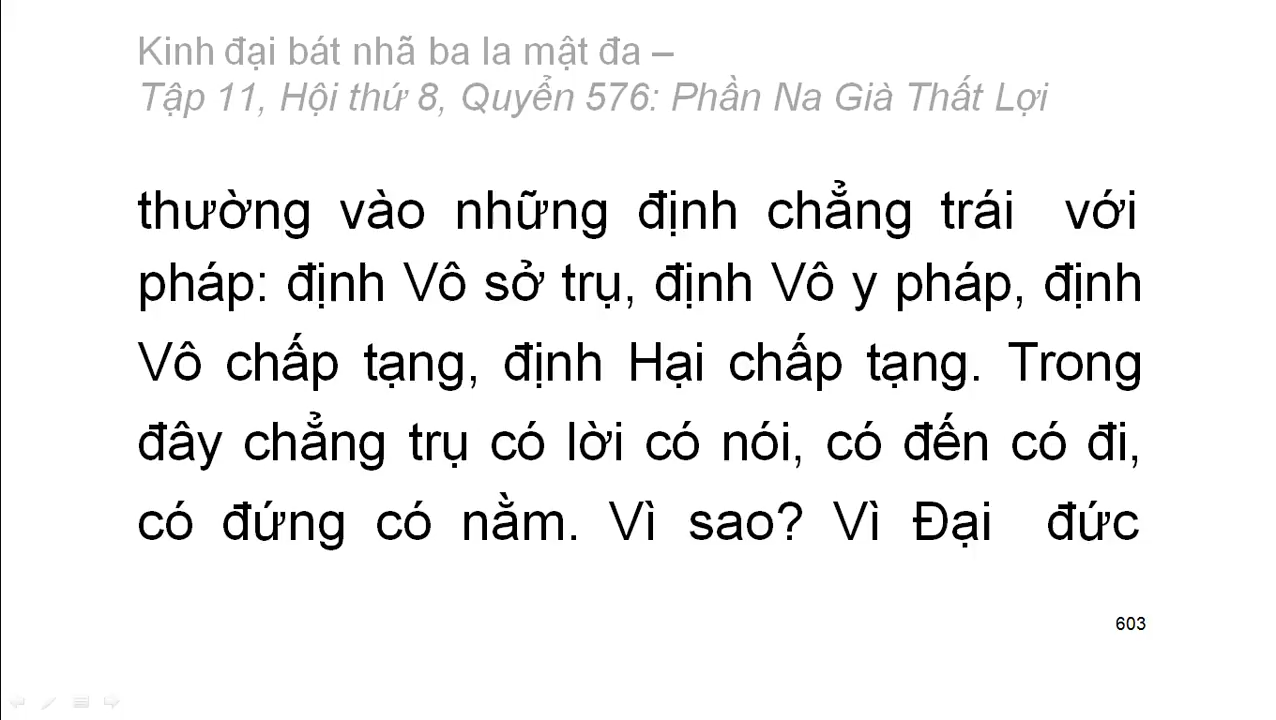 Kinh đại bát nhã ba la mật đa –
Tập 11, Hội thứ 8, Quyển 576: Phần Na Già Thất Lợi
thường vào những định chẳng trái với
pháp: định Vô sở trụ, định Vô y pháp, định
Vô chấp tạng, định Hại chấp tạng. Trong
đây chẳng trụ có lời có nói, có đến có đi,
có đứng có nằm. Vì sao? Vì Đại đức
603